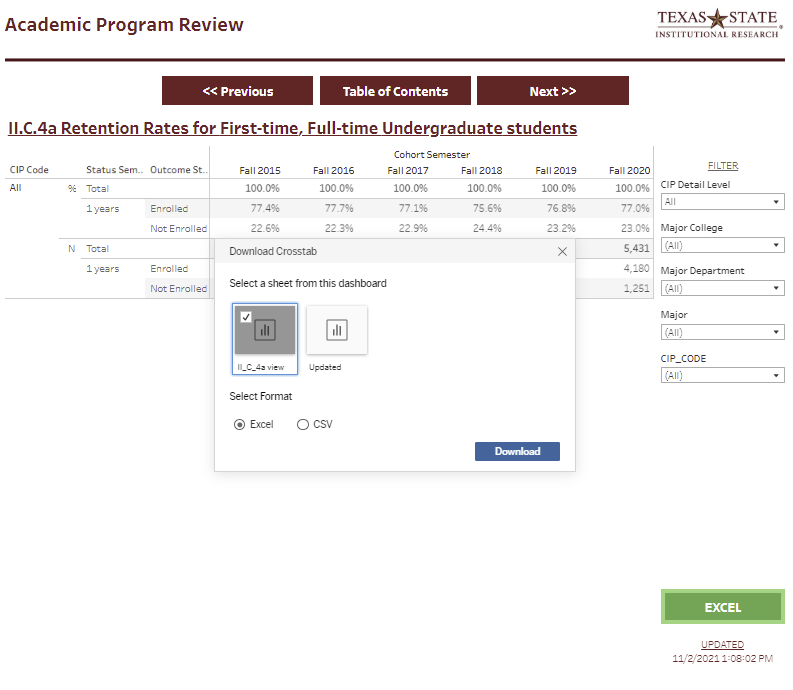 Academic Program Review
TEXAS STATE®
INSTITUTIONAL RESEARCH
<< Previous
Table of Contents
Next >>
II.C.4a Retention Rates for First-time, Full-time Undergraduate students
Cohort Semester
CIP Code Status Sem.. Outcome St.. Fall 2015 Fall 2016 Fall 2017 Fall 2018 Fall 2019 Fall 2020
All % Total 100.0% 100.0% 100.0% 100.0% 100.0% 100.0%
1 years Enrolled 77.4% 77.7% 77.1% 75.6% 76.8% 77.0%
Not Enrolled 22.6% 22.3% 22.9% 24.4% 23.2% 23.0%
N Total 5,431
1 years Enrolled 4,180
Not Enrolled 1,251
FILTER
CIP Detail Level
All
Major College
(All)
Major Department
(All)
Major
(All)
CIP_CODE
(All)
Download Crosstab
Select a sheet from this dashboard
II_C_4a view
Updated
Select Format
Excel
CSV
Download
EXCEL
UPDATED
11/2/2021 1:08:02 PM